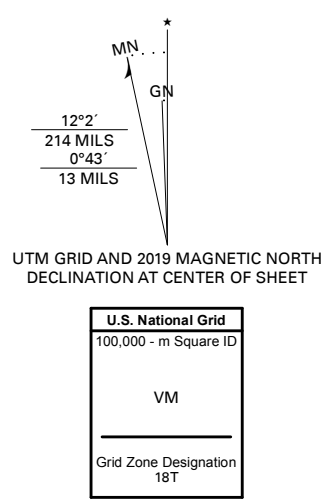 ★
MN
GN
12°2´
214 MILS
0°43´
13 MILS
UTM GRID AND 2019 MAGNETIC NORTH
DECLINATION AT CENTER OF SHEET
U.S. National Grid
100,000 - m Square ID
VM
Grid Zone Designation
18T